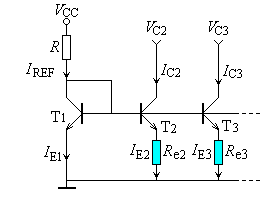 VCC VC2 VC3
R
IREF IC2 IC3
T1 T2 T3
IE1 IE2 Re2 IE3 Re3